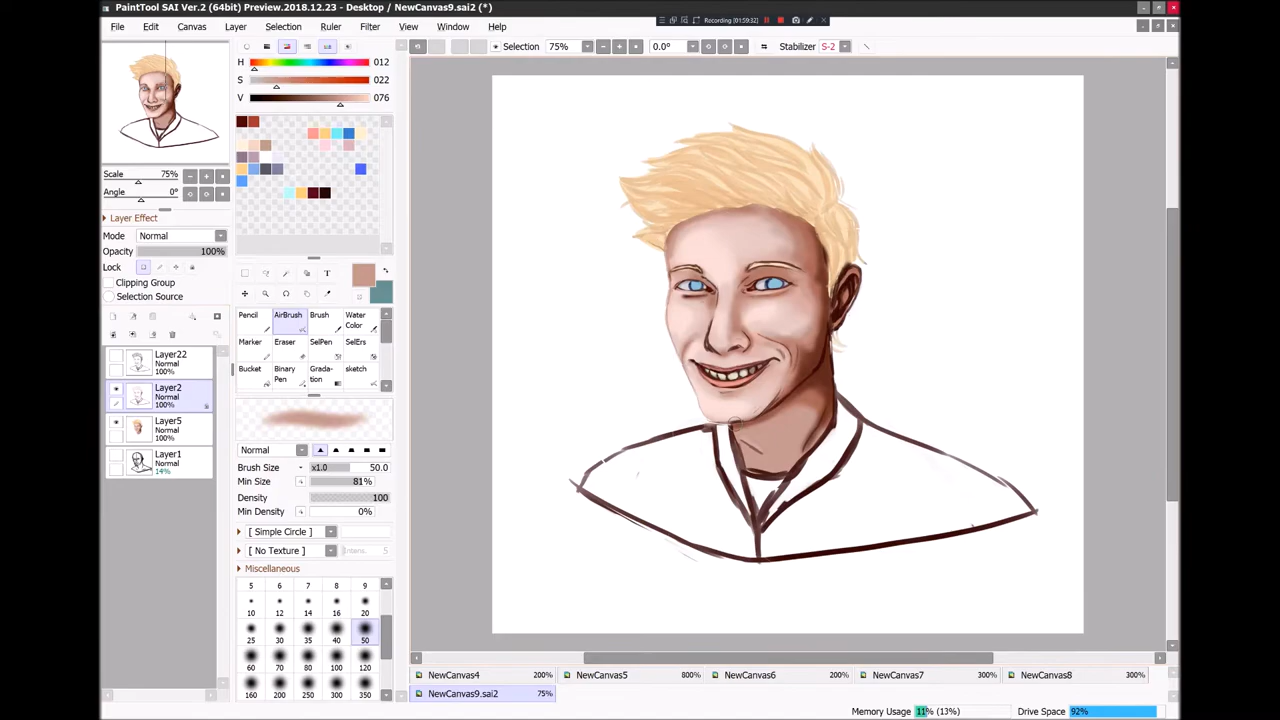 PaintTool SAI Ver.2 (64bit) Preview.2018.12.23 - Desktop / NewCanvas9.sai2 (*)
Recording [01:59:32]
File Edit Canvas Layer Selection Ruler Filter View Window Help
Selection 75% 0.0° Stabilizer S-2
H 012
S 022
V 076
Scale 75%
Angle 0°
Layer Effect
Mode Normal
Opacity 100%
Lock
Clipping Group
Selection Source
Layer22
Normal
100%
Layer2
Normal
100%
Layer5
Normal
100%
Layer1
Normal
14%
T
Pencil AirBrush Brush Water Color
Marker Eraser SelPen SelErs
Bucket Binary Pen Grada-tion sketch
Normal
Brush Size x1.0 50.0
Min Size 81%
Density 100
Min Density 0%
[ Simple Circle ]
[ No Texture ] Intens. 5
Miscellaneous
5 6 7 8 9
10 12 14 16 20
25 30 35 40 50
60 70 80 100 120
160 200 250 300 350
NewCanvas4 200% NewCanvas5 800% NewCanvas6 200% NewCanvas7 300% NewCanvas8 300%
NewCanvas9.sai2 75%
Memory Usage 11% (13%) Drive Space 92%